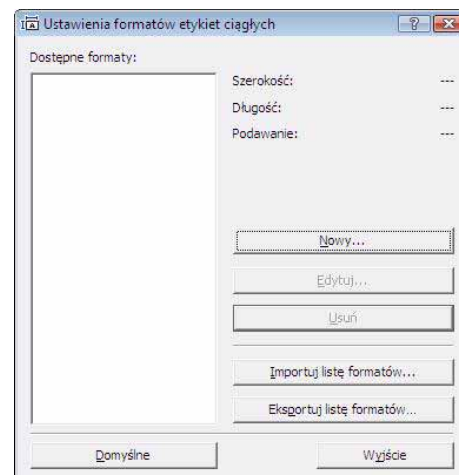 Ustawienia formatów etykiet ciągłych
Dostępne formaty:
Szerokość: ---
Długość: ---
Podawanie: ---
Nowy...
Edytuj...
Usuń
Importuj listę formatów...
Eksportuj listę formatów...
Domyślne
Wyjście